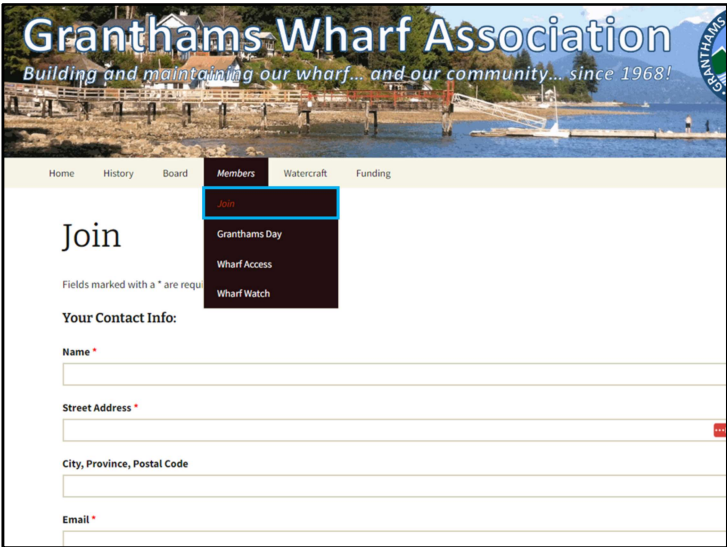 Granthams Wharf Association
Building and maintaining our wharf... and our community... since 1968!
GRANTHAMS
Home History Board Members Watercraft Funding
Join
Granthams Day
Wharf Access
Wharf Watch
Join
Fields marked with a * are requ
Your Contact Info:
Name *
Street Address *
City, Province, Postal Code
Email *